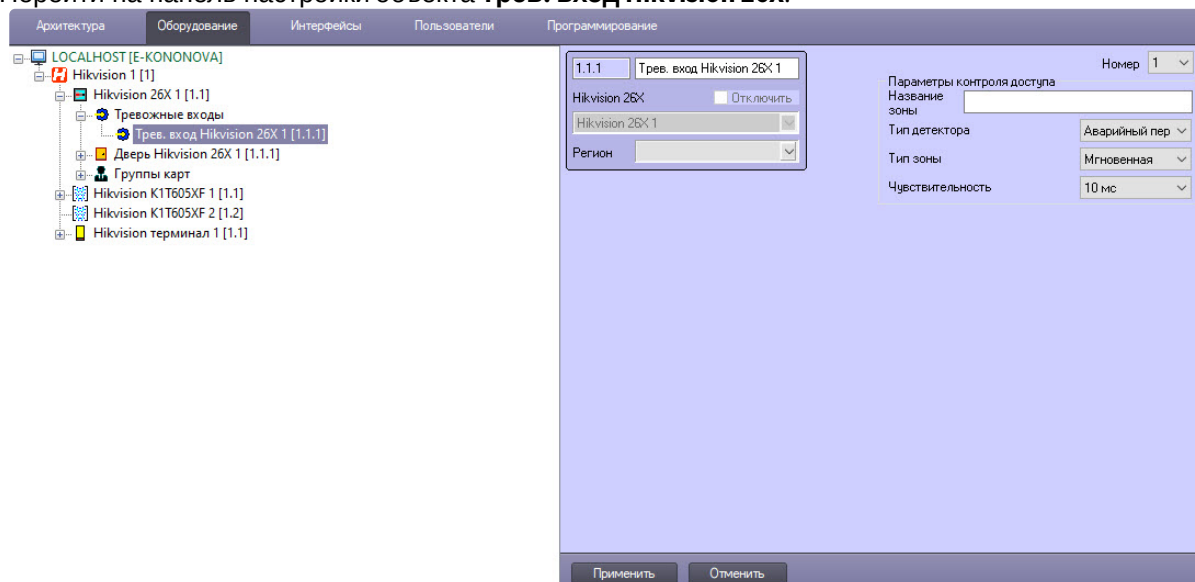 Перейти на панель настройки объекта Трев. вход Hikvision 26x.
Архитектура Оборудование Интерфейсы Пользователи Программирование
LOCALHOST [E-KONONOVA]
Hikvision 1 [1]
Hikvision 26X 1 [1.1]
Тревожные входы
Трев. вход Hikvision 26X 1 [1.1.1]
Дверь Hikvision 26X 1 [1.1.1]
Группы карт
Hikvision K1T605XF 1 [1.1]
Hikvision K1T605XF 2 [1.2]
Hikvision терминал 1 [1.1]
1.1.1 Трев. вход Hikvision 26X 1
Hikvision 26X Отключить
Hikvision 26X 1
Регион
Номер 1
Параметры контроля доступа
Название
зоны
Тип детектора Аварийный пер
Тип зоны Мгновенная
Чувствительность 10 мс
Применить Отменить